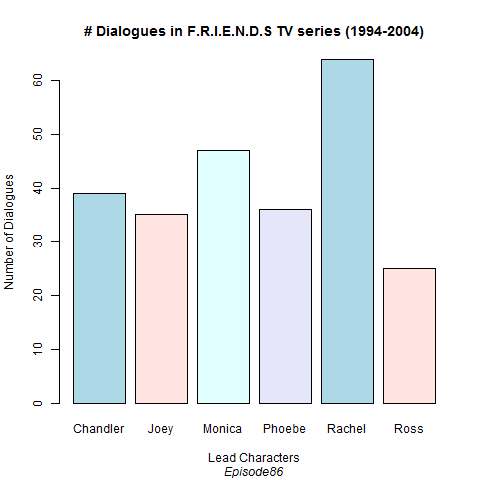 # Dialogues in F.R.I.E.N.D.S TV series (1994-2004)
Number of Dialogues
60
50
40
30
20
10
0
Chandler Joey Monica Phoebe Rachel Ross
Lead Characters
Episode86